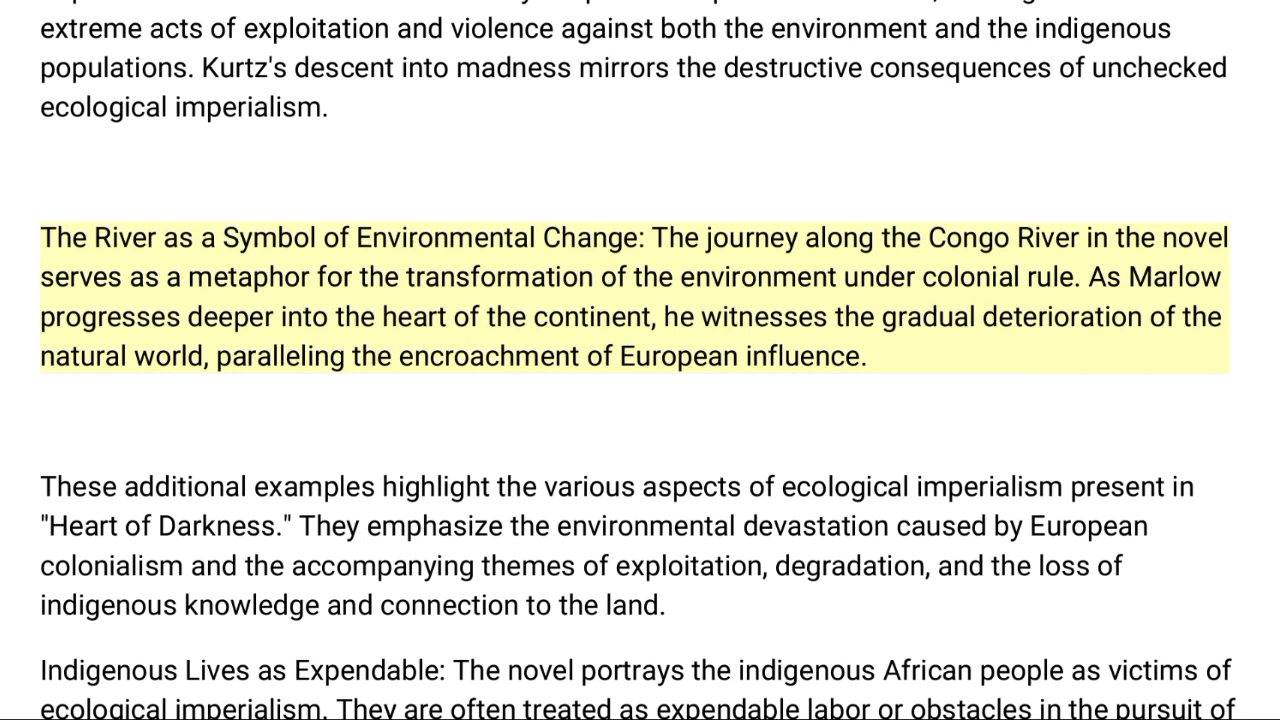 extreme acts of exploitation and violence against both the environment and the indigenous
populations. Kurtz's descent into madness mirrors the destructive consequences of unchecked
ecological imperialism.
The River as a Symbol of Environmental Change: The journey along the Congo River in the novel
serves as a metaphor for the transformation of the environment under colonial rule. As Marlow
progresses deeper into the heart of the continent, he witnesses the gradual deterioration of the
natural world, paralleling the encroachment of European influence.
These additional examples highlight the various aspects of ecological imperialism present in
"Heart of Darkness." They emphasize the environmental devastation caused by European
colonialism and the accompanying themes of exploitation, degradation, and the loss of
indigenous knowledge and connection to the land.
Indigenous Lives as Expendable: The novel portrays the indigenous African people as victims of
ecological imperialism. They are often treated as expendable labor or obstacles in the pursuit of